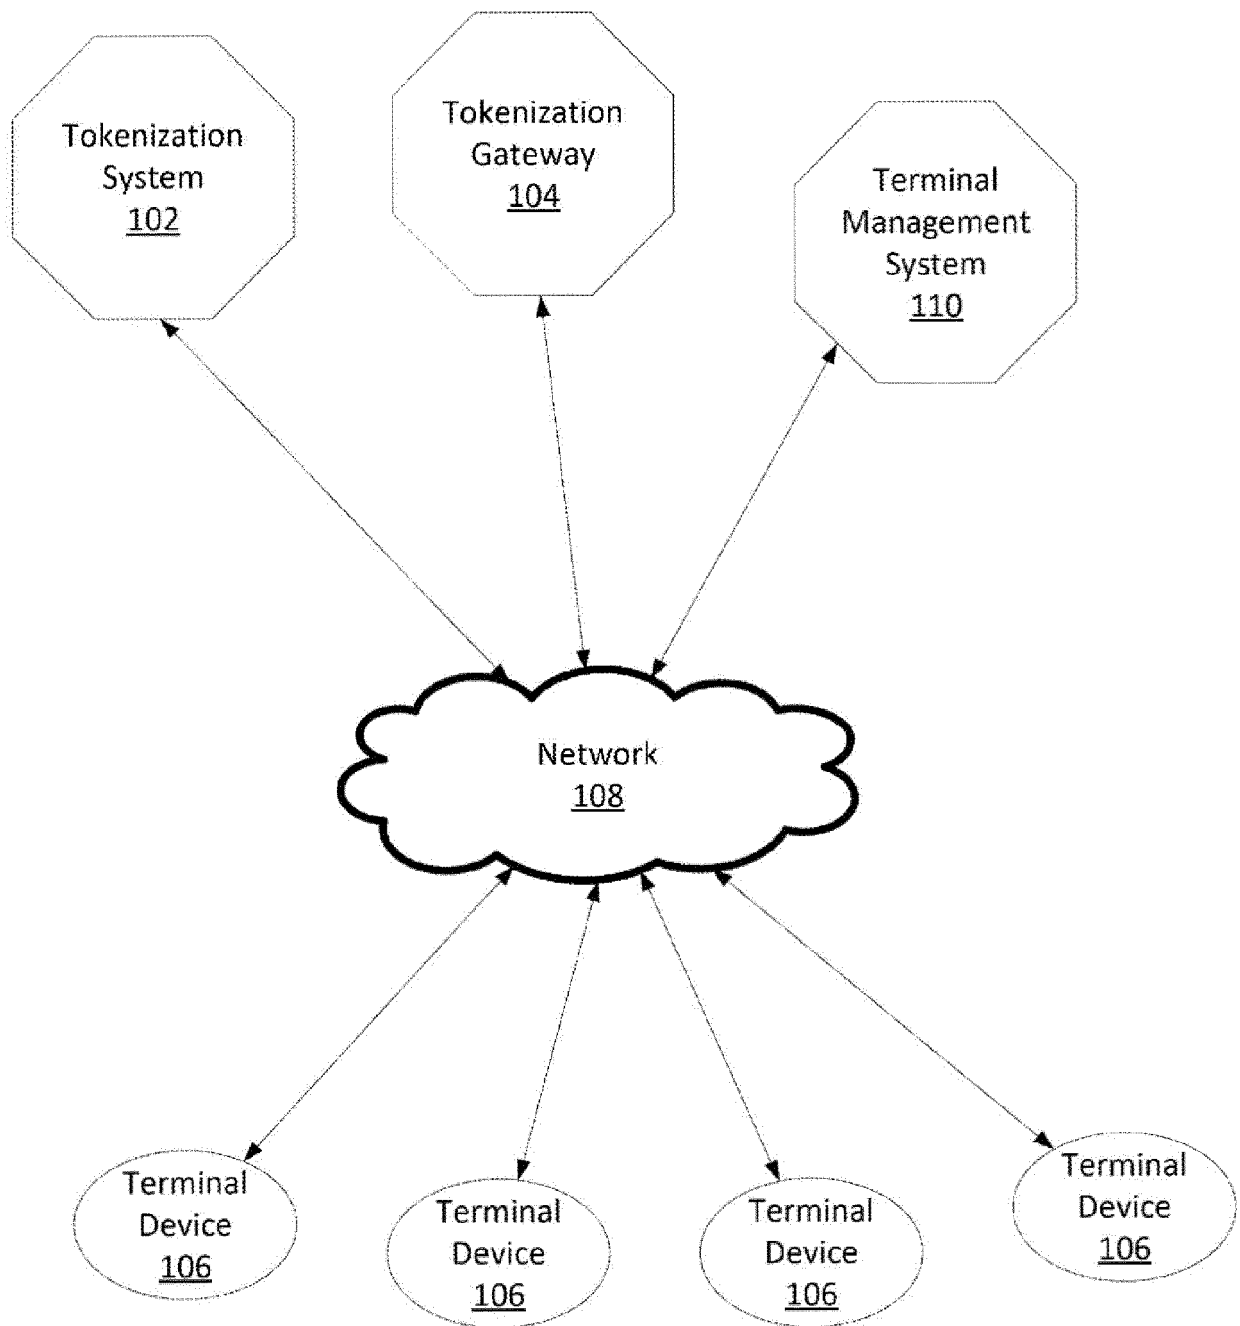 Tokenization
System
102
Tokenization
Gateway
104
Terminal
Management
System
110
Network
108
Terminal
Device
106
Terminal
Device
106
Terminal
Device
106
Terminal
Device
106